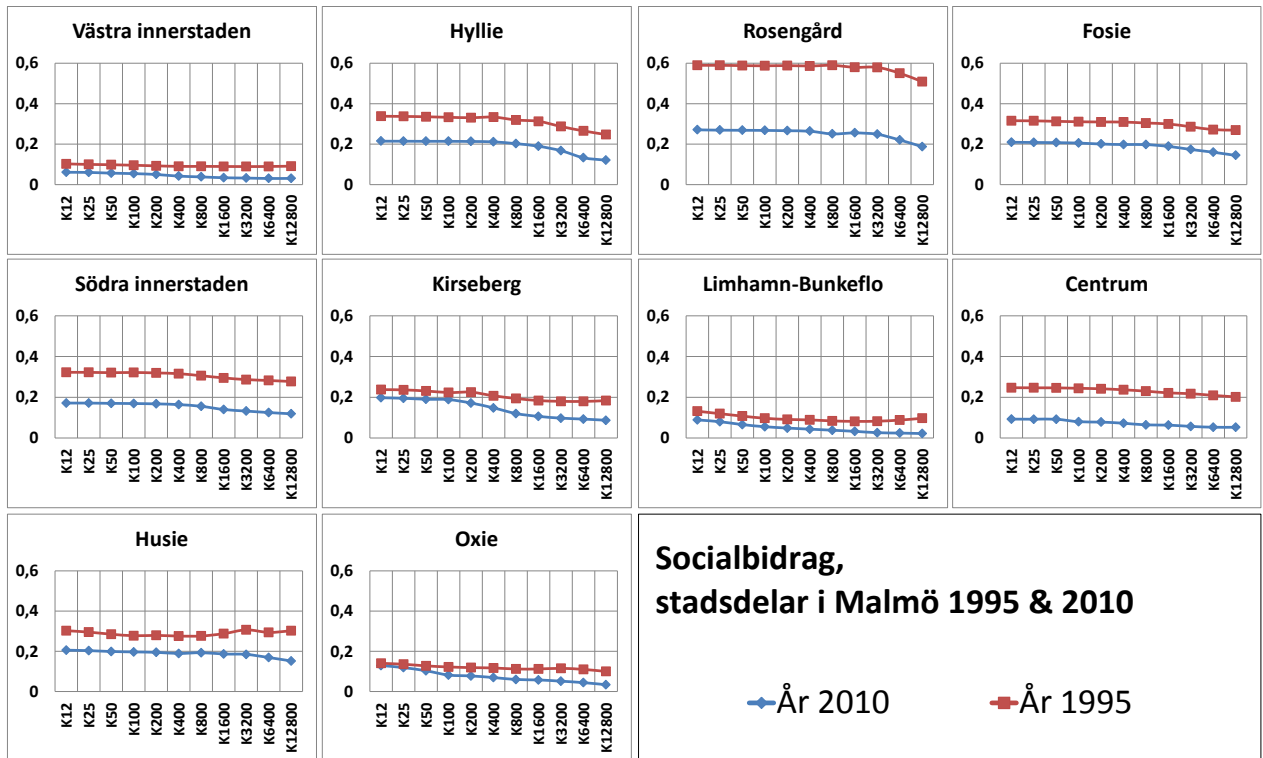 Västra innerstaden
0,6
0,4
0,2
0
K12 K25 K50 K100 K200 K400 K800 K1600 K3200 K6400 K12800
Hyllie
0,6
0,4
0,2
0
K12 K25 K50 K100 K200 K400 K800 K1600 K3200 K6400 K12800
Rosengård
0,6
0,4
0,2
0
K12 K25 K50 K100 K200 K400 K800 K1600 K3200 K6400 K12800
Fosie
0,6
0,4
0,2
0
K12 K25 K50 K100 K200 K400 K800 K1600 K3200 K6400 K12800
Södra innerstaden
0,6
0,4
0,2
0
K12 K25 K50 K100 K200 K400 K800 K1600 K3200 K6400 K12800
Kirseberg
0,6
0,4
0,2
0
K12 K25 K50 K100 K200 K400 K800 K1600 K3200 K6400 K12800
Limhamn-Bunkeflo
0,6
0,4
0,2
0
K12 K25 K50 K100 K200 K400 K800 K1600 K3200 K6400 K12800
Centrum
0,6
0,4
0,2
0
K12 K25 K50 K100 K200 K400 K800 K1600 K3200 K6400 K12800
Husie
0,6
0,4
0,2
0
K12 K25 K50 K100 K200 K400 K800 K1600 K3200 K6400 K12800
Oxie
0,6
0,4
0,2
0
K12 K25 K50 K100 K200 K400 K800 K1600 K3200 K6400 K12800
Socialbidrag,
stadsdelar i Malmö 1995 & 2010
År 2010 År 1995